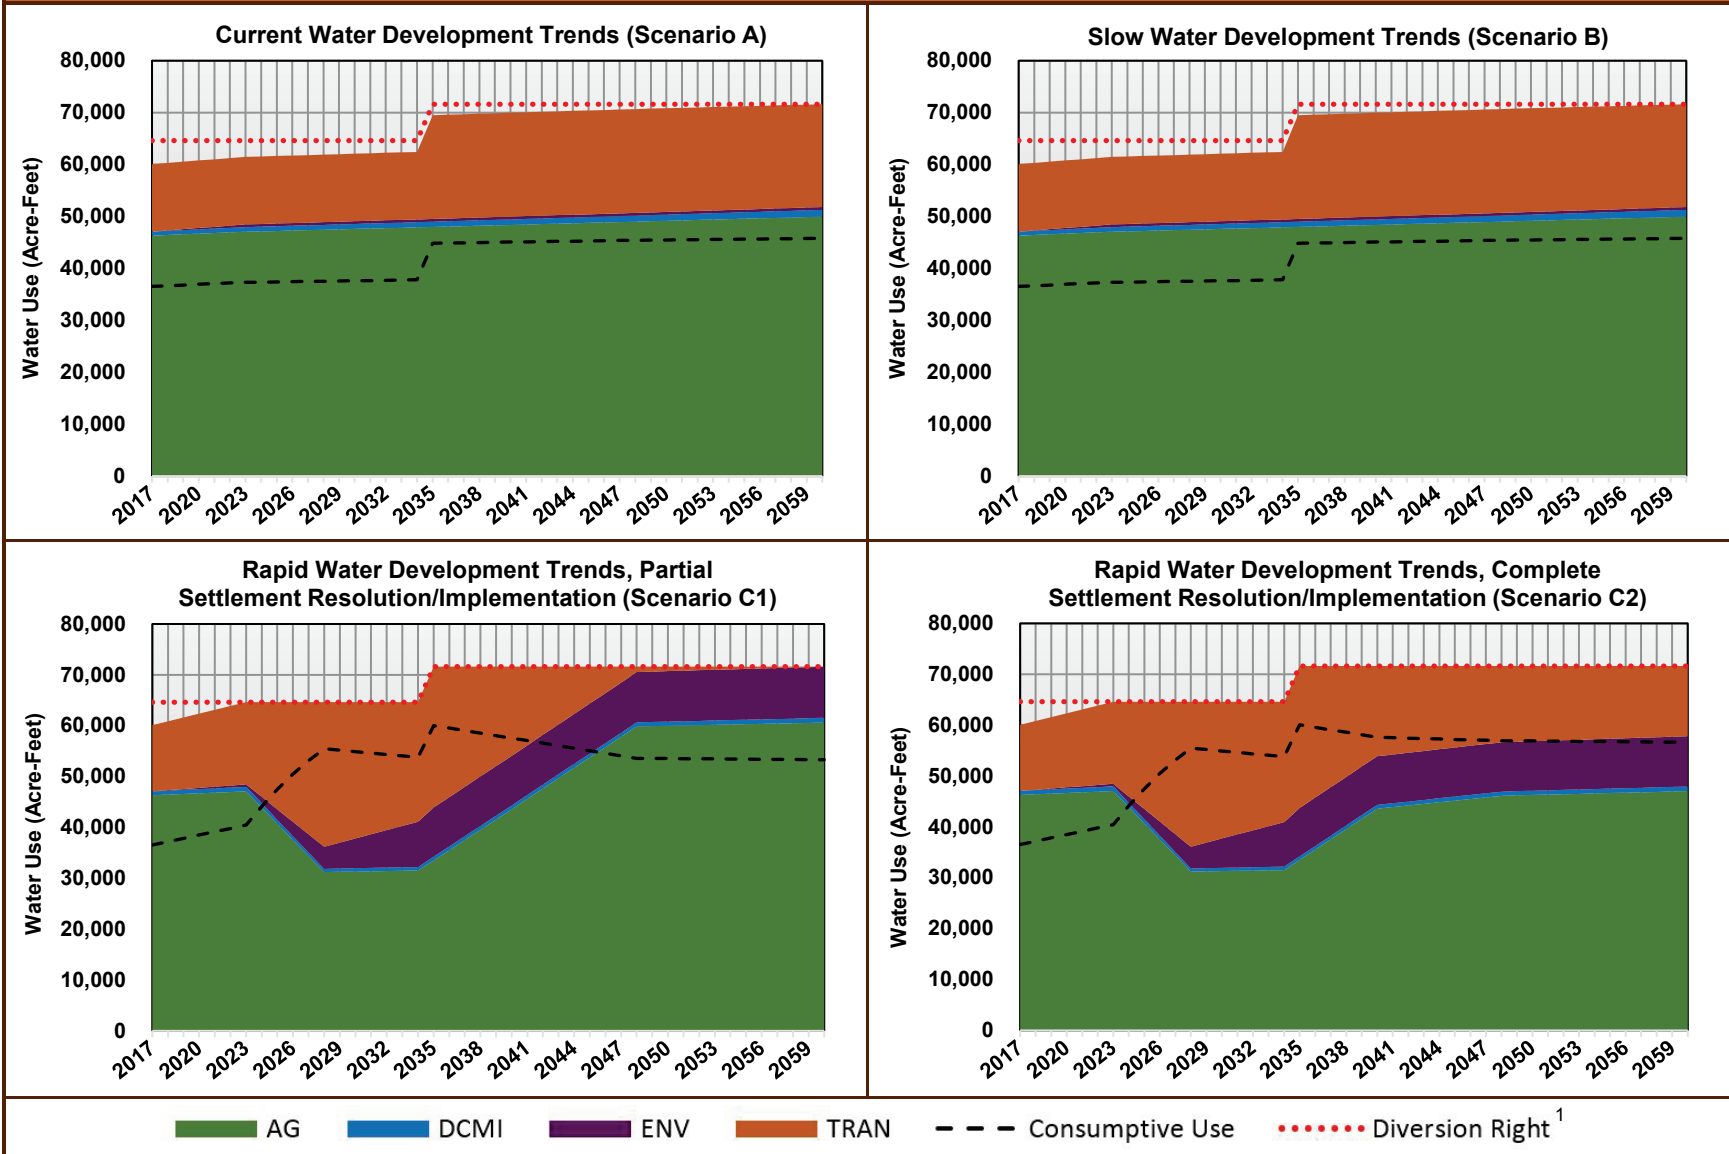 Current Water Development Trends (Scenario A)
80,000
70,000
60,000
50,000
40,000
30,000
20,000
10,000
0
Water Use (Acre-Feet)
2017 2020 2023 2026 2029 2032 2035 2038 2041 2044 2047 2050 2053 2056 2059
Slow Water Development Trends (Scenario B)
80,000
70,000
60,000
50,000
40,000
30,000
20,000
10,000
0
Water Use (Acre-Feet)
2017 2020 2023 2026 2029 2032 2035 2038 2041 2044 2047 2050 2053 2056 2059
Rapid Water Development Trends, Partial
Settlement Resolution/Implementation (Scenario C1)
80,000
70,000
60,000
50,000
40,000
30,000
20,000
10,000
0
Water Use (Acre-Feet)
2017 2020 2023 2026 2029 2032 2035 2038 2041 2044 2047 2050 2053 2056 2059
Rapid Water Development Trends, Complete
Settlement Resolution/Implementation (Scenario C2)
80,000
70,000
60,000
50,000
40,000
30,000
20,000
10,000
0
Water Use (Acre-Feet)
2017 2020 2023 2026 2029 2032 2035 2038 2041 2044 2047 2050 2053 2056 2059
AG DCMI ENV TRAN Consumptive Use Diversion Right 1